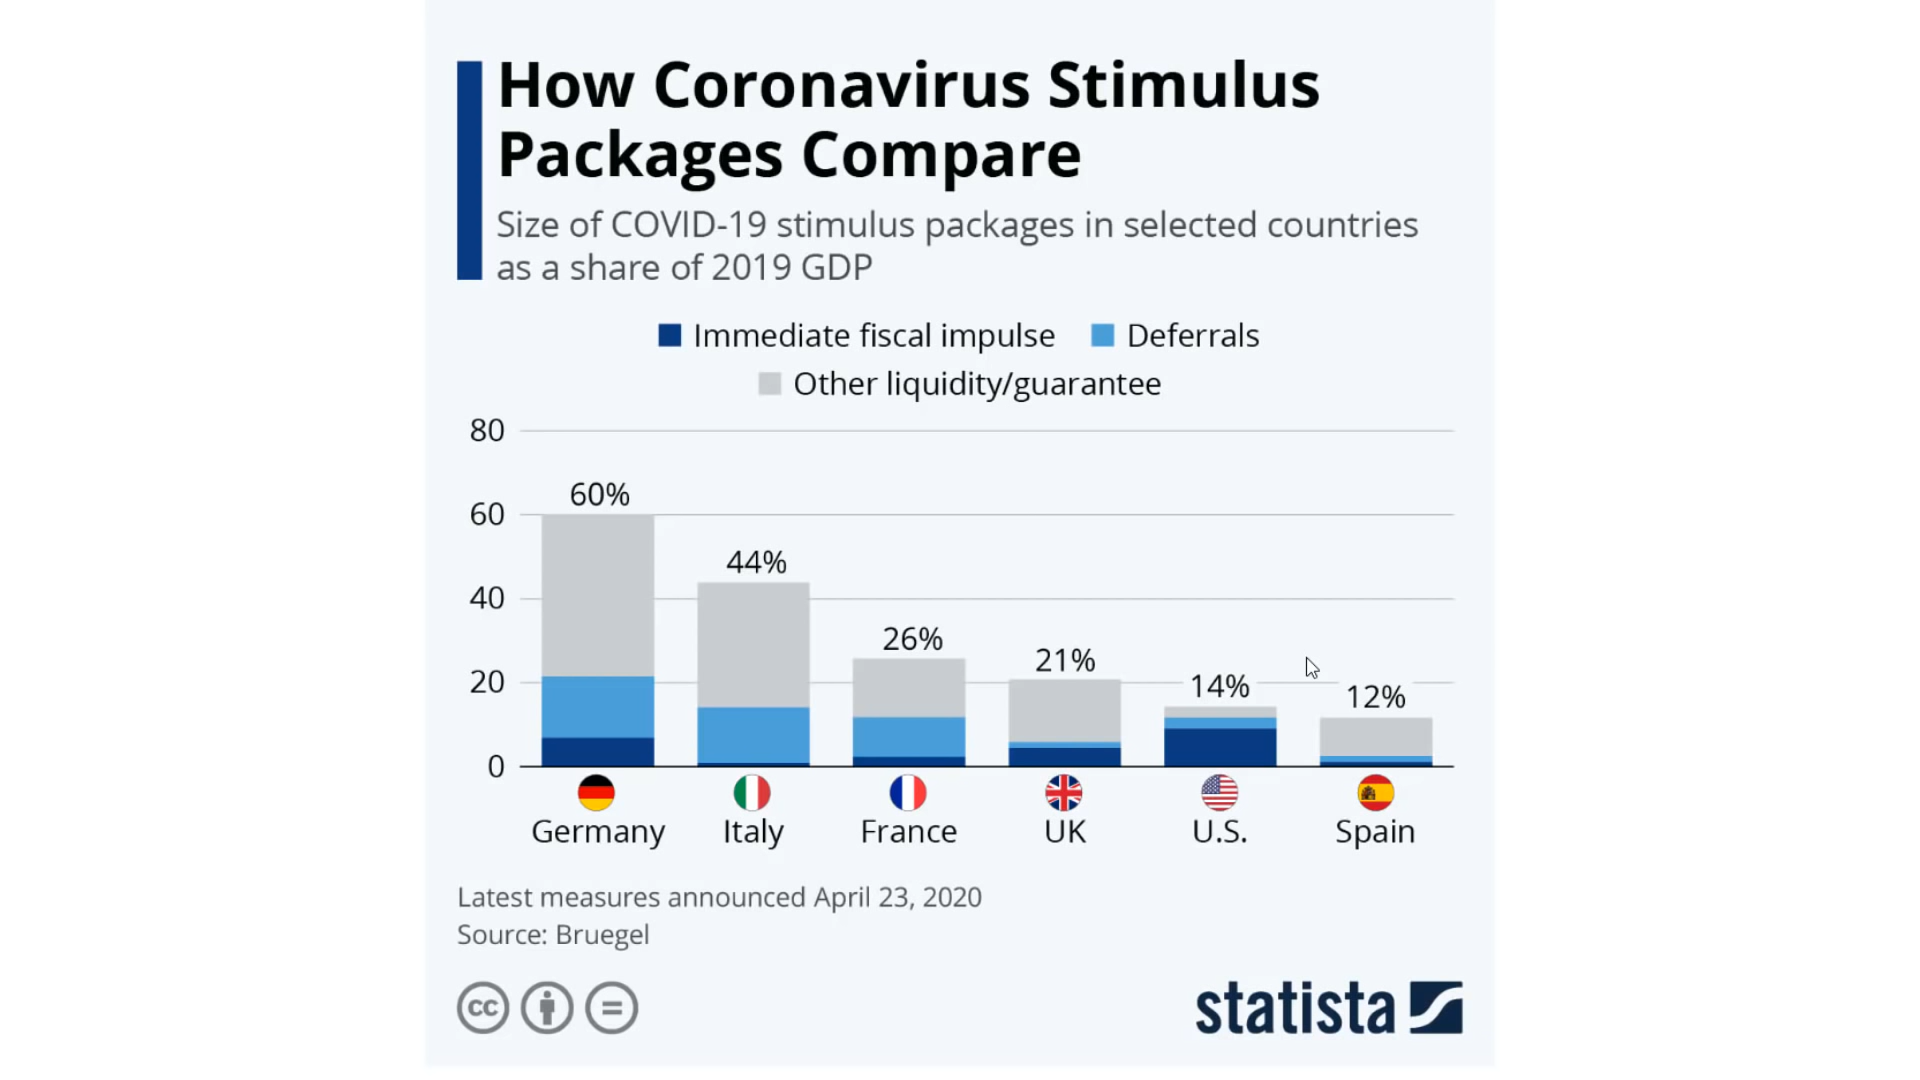 How Coronavirus Stimulus
Packages Compare
Size of COVID-19 stimulus packages in selected countries
as a share of 2019 GDP
Immediate fiscal impulse Deferrals
Other liquidity/guarantee
80
60%
60
44%
40
26%
21%
20
14%
12%
0
Germany Italy France UK U.S. Spain
Latest measures announced April 23, 2020
Source: Bruegel
cc
=
statista